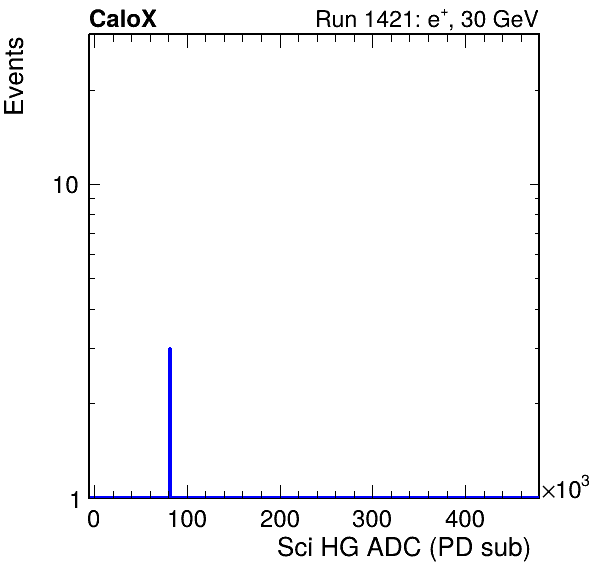 CaloX Run 1421: e⁺, 30 GeV
Events
10
1
0 100 200 300 400 ×10³
Sci HG ADC (PD sub)